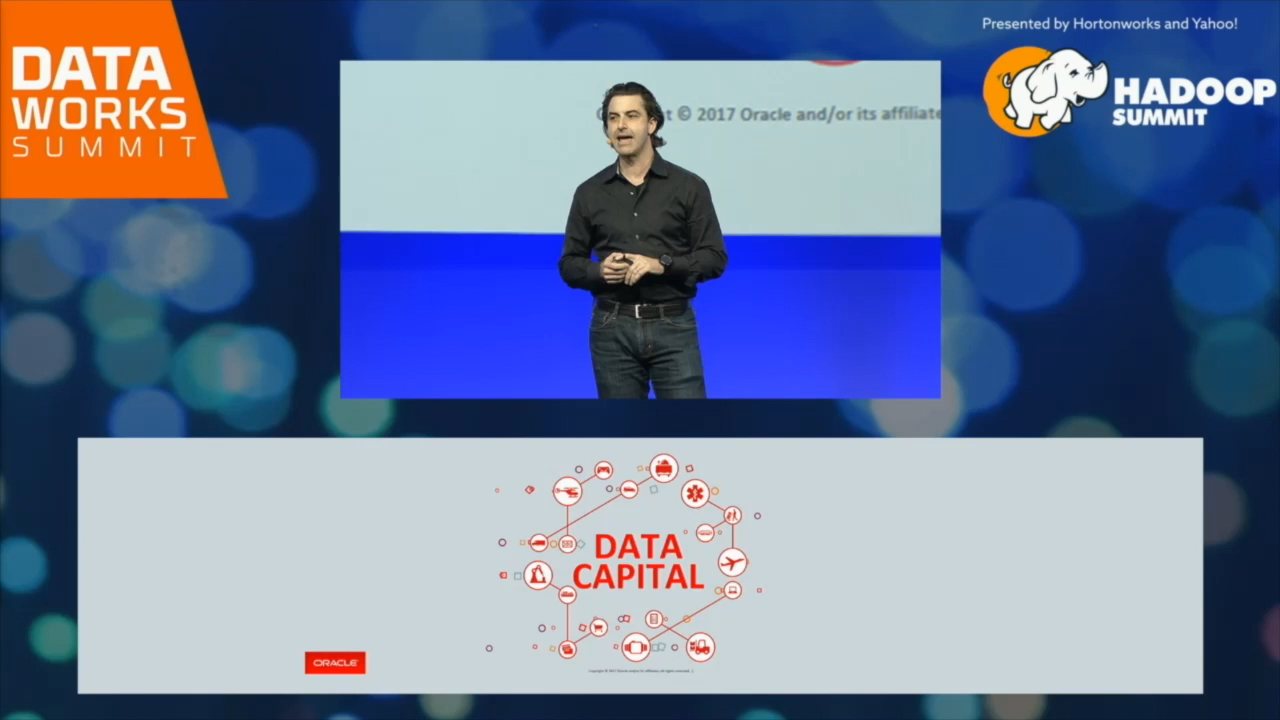 Presented by Hortonworks and Yahoo!
DATA
WORKS
SUMMIT
HADOOP
SUMMIT
t © 2017 Oracle and/or its affiliate
DATA
CAPITAL
ORACLE